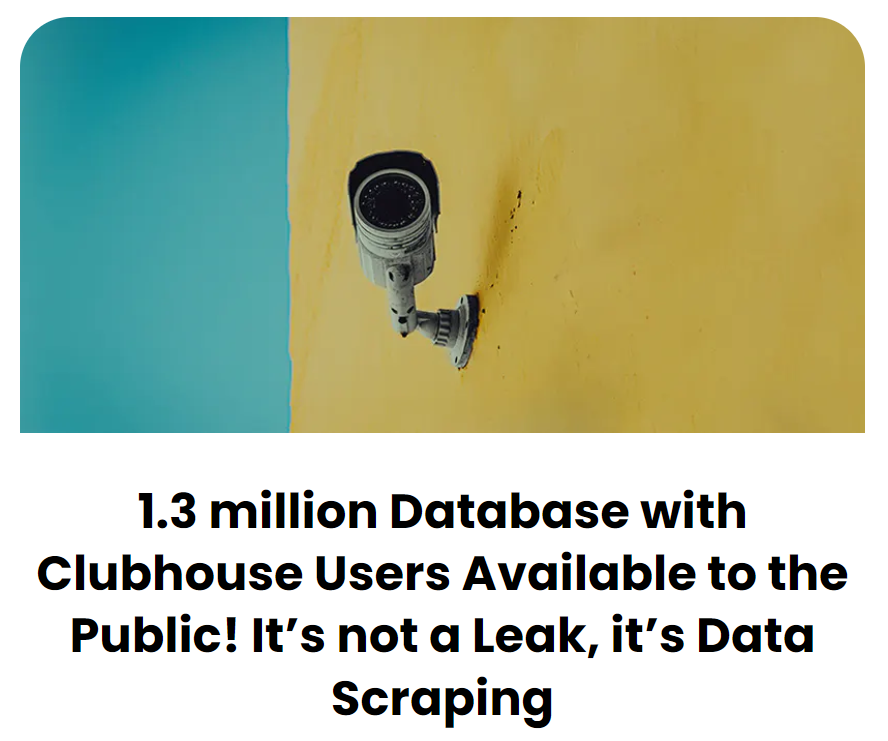 1.3 million Database with
Clubhouse Users Available to the
Public! It’s not a Leak, it’s Data
Scraping